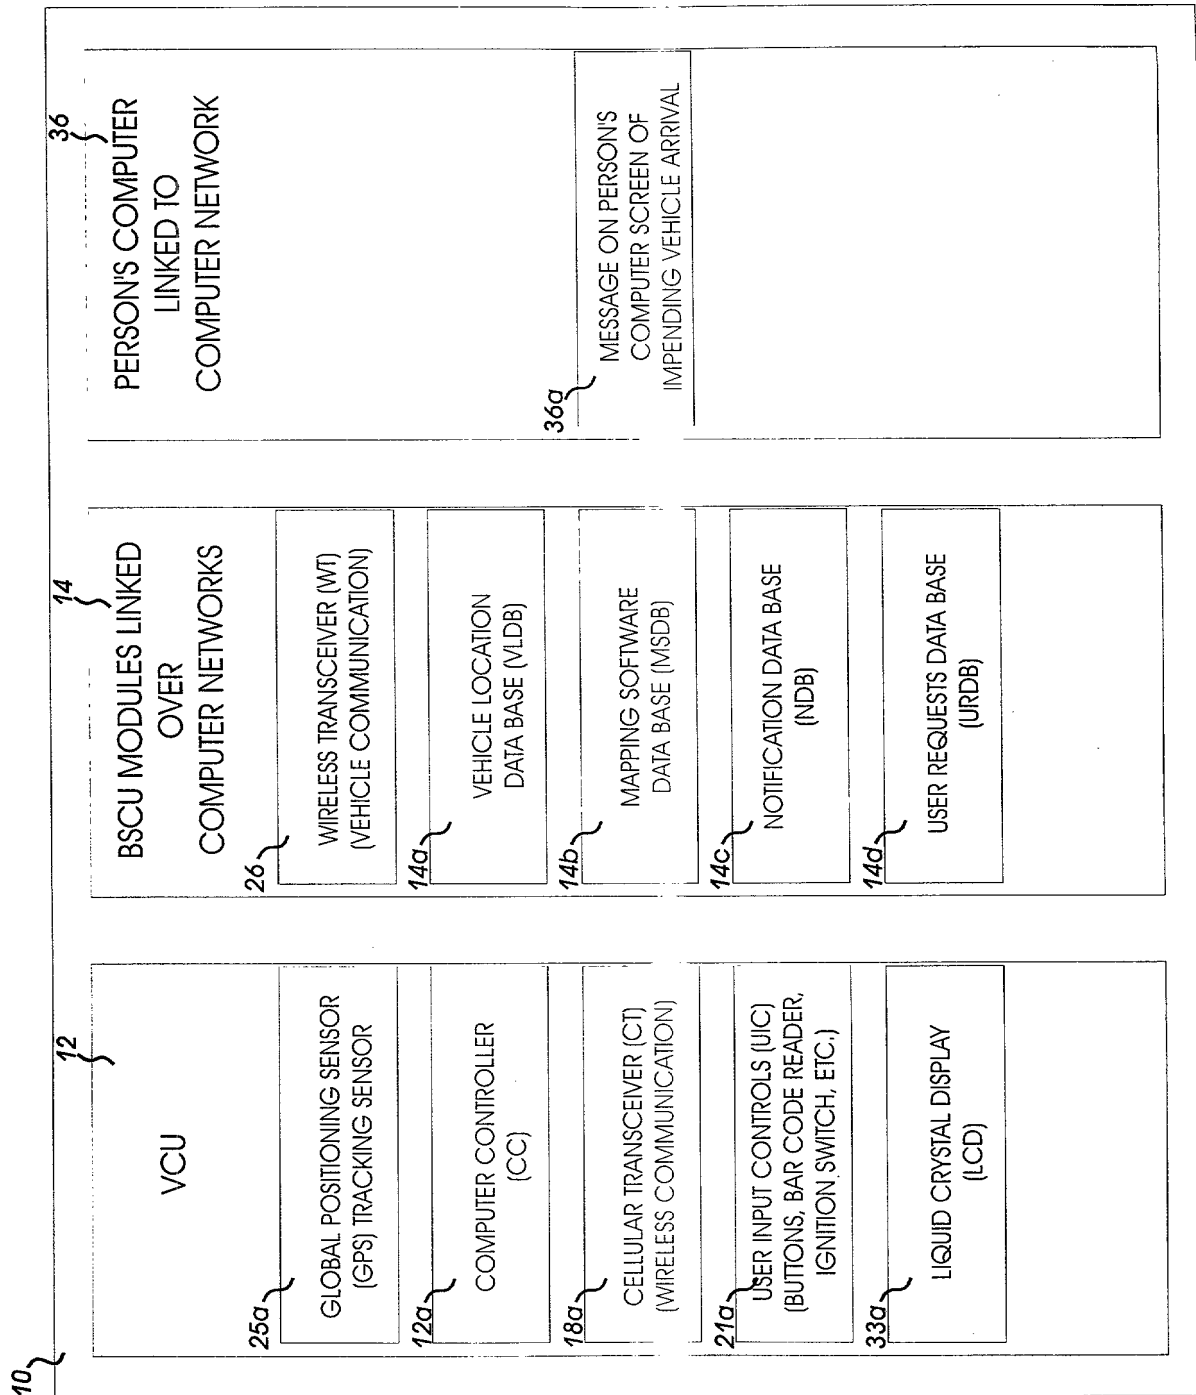 10
12
VCU
25a
GLOBAL POSITIONING SENSOR
(GPS) TRACKING SENSOR
12a
COMPUTER CONTROLLER
(CC)
18a
CELLULAR TRANSCEIVER (CT)
(WIRELESS COMMUNICATION)
21a
USER INPUT CONTROLS (UIC)
(BUTTONS, BAR CODE READER,
IGNITION SWITCH, ETC.)
33a
LIQUID CRYSTAL DISPLAY
(LCD)
14
BSCU MODULES LINKED
OVER
COMPUTER NETWORKS
26
WIRELESS TRANSCEIVER (WT)
(VEHICLE COMMUNICATION)
14a
VEHICLE LOCATION
DATA BASE (VLDB)
14b
MAPPING SOFTWARE
DATA BASE (MSDB)
14c
NOTIFICATION DATA BASE
(NDB)
14d
USER REQUESTS DATA BASE
(URDB)
36
PERSON'S COMPUTER
LINKED TO
COMPUTER NETWORK
36a
MESSAGE ON PERSON'S
COMPUTER SCREEN OF
IMPENDING VEHICLE ARRIVAL